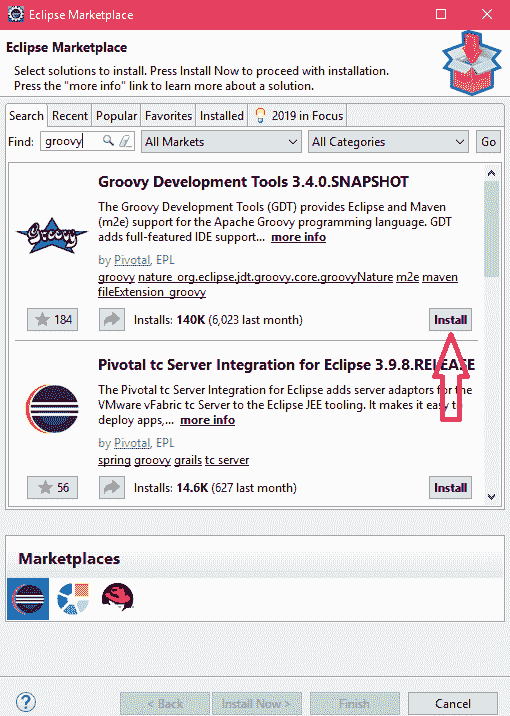 Eclipse Marketplace
Eclipse Marketplace
Select solutions to install. Press Install Now to proceed with installation.
Press the "more info" link to learn more about a solution.
Search Recent Popular Favorites Installed 2019 in Focus
Find: groovy All Markets All Categories Go
Groovy Development Tools 3.4.0.SNAPSHOT
The Groovy Development Tools (GDT) provides Eclipse and Maven
(m2e) support for the Apache Groovy programming language. GDT
adds full-featured IDE support... more info
Groovy
by Pivotal, EPL
groovy nature_org.eclipse.jdt.groovy.core.groovyNature m2e maven
fileExtension_groovy
184 Installs: 140K (6,023 last month) Install
Pivotal tc Server Integration for Eclipse 3.9.8.RELEASE
The Pivotal tc Server Integration for Eclipse adds server adaptors for the
VMware vFabric tc Server to the Eclipse JEE tooling. It makes it easy to
deploy apps,... more info
by Pivotal, EPL
spring groovy grails tc server
56 Installs: 14.6K (627 last month) Install
Marketplaces
? < Back Install Now > Finish Cancel